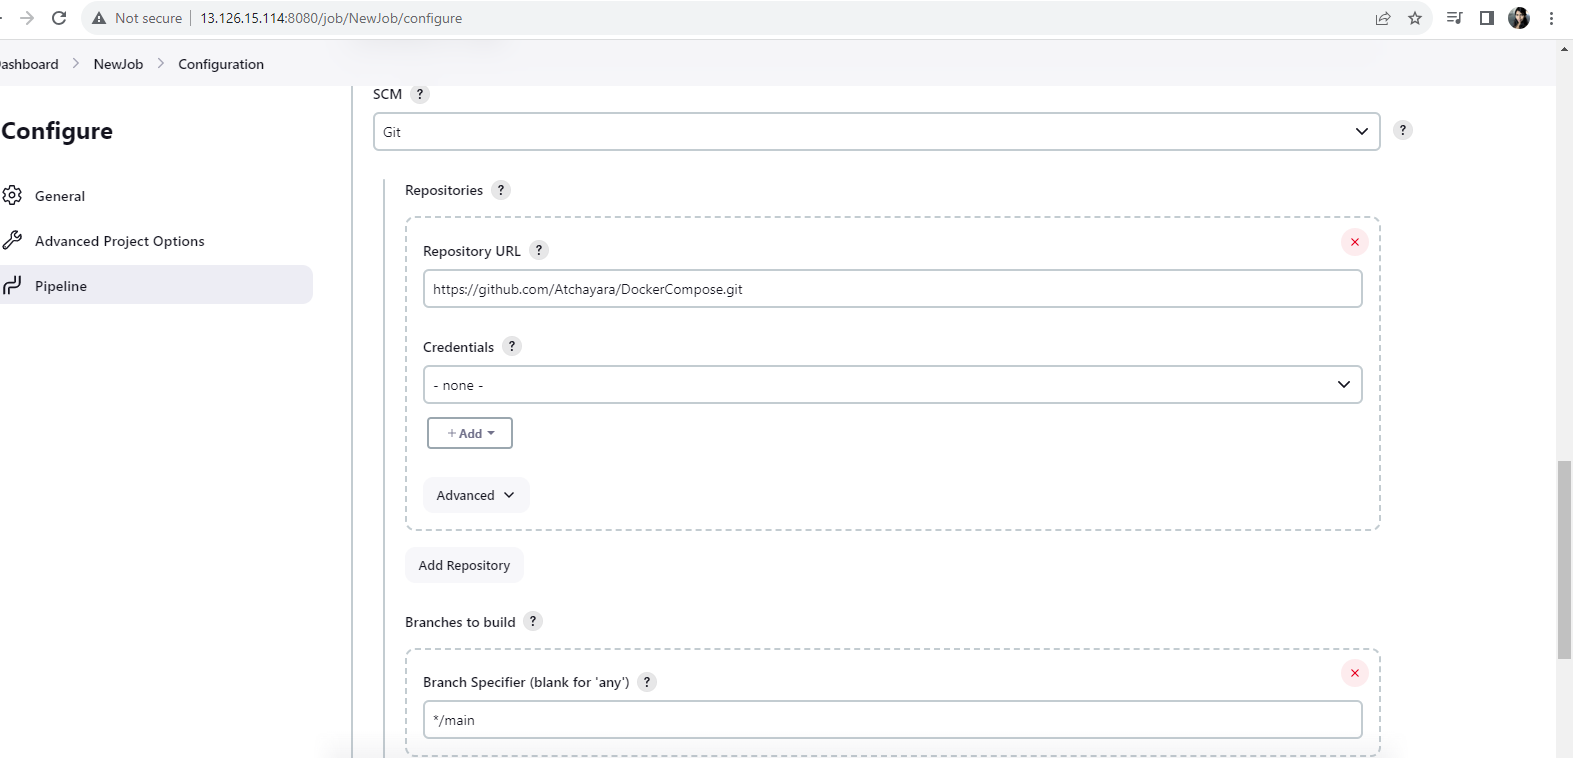 Not secure 13.126.15.114:8080/job/NewJob/configure
ashboard NewJob Configuration
SCM ?
Configure
Git
?
General
Advanced Project Options
Pipeline
Repositories ?
Repository URL ?
https://github.com/Atchayara/DockerCompose.git
Credentials ?
- none -
+ Add
Advanced
Add Repository
Branches to build ?
Branch Specifier (blank for 'any') ?
*/main